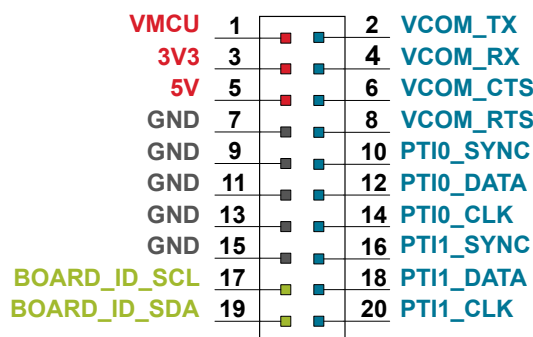 VMCU 1 2 VCOM_TX
3V3 3 4 VCOM_RX
5V 5 6 VCOM_CTS
GND 7 8 VCOM_RTS
GND 9 10 PTI0_SYNC
GND 11 12 PTI0_DATA
GND 13 14 PTI0_CLK
GND 15 16 PTI1_SYNC
BOARD_ID_SCL 17 18 PTI1_DATA
BOARD_ID_SDA 19 20 PTI1_CLK